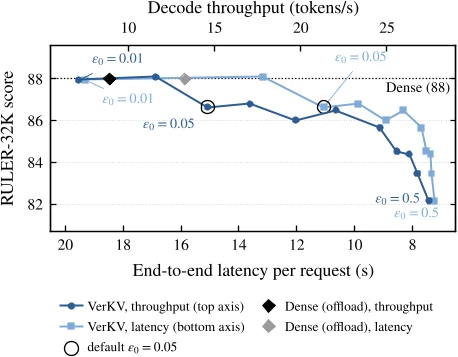 Decode throughput (tokens/s)
10 15 20 25
ε₀ = 0.01
ε₀ = 0.05
88
Dense (88)
ε₀ = 0.01
86
ε₀ = 0.05
84
RULER-32K score
82
ε₀ = 0.5
ε₀ = 0.5
20 18 16 14 12 10 8
End-to-end latency per request (s)
VerKV, throughput (top axis)
Dense (offload), throughput
VerKV, latency (bottom axis)
Dense (offload), latency
default ε₀ = 0.05